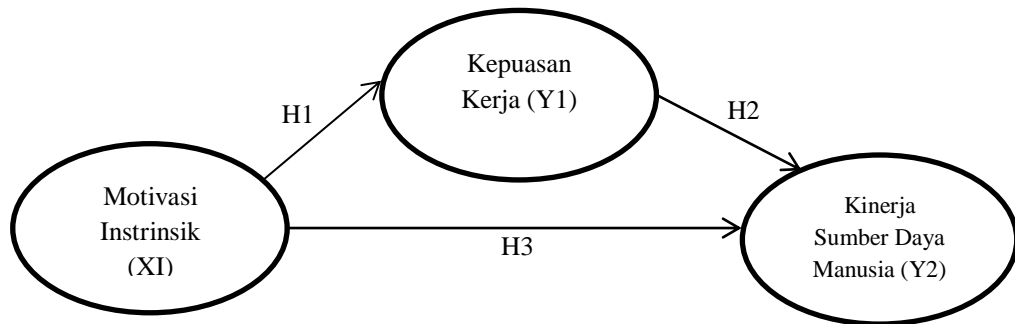 Kepuasan
Kerja (Y1)
H1
H2
Motivasi
Instrinsik
(XI)
H3
Kinerja
Sumber Daya
Manusia (Y2)